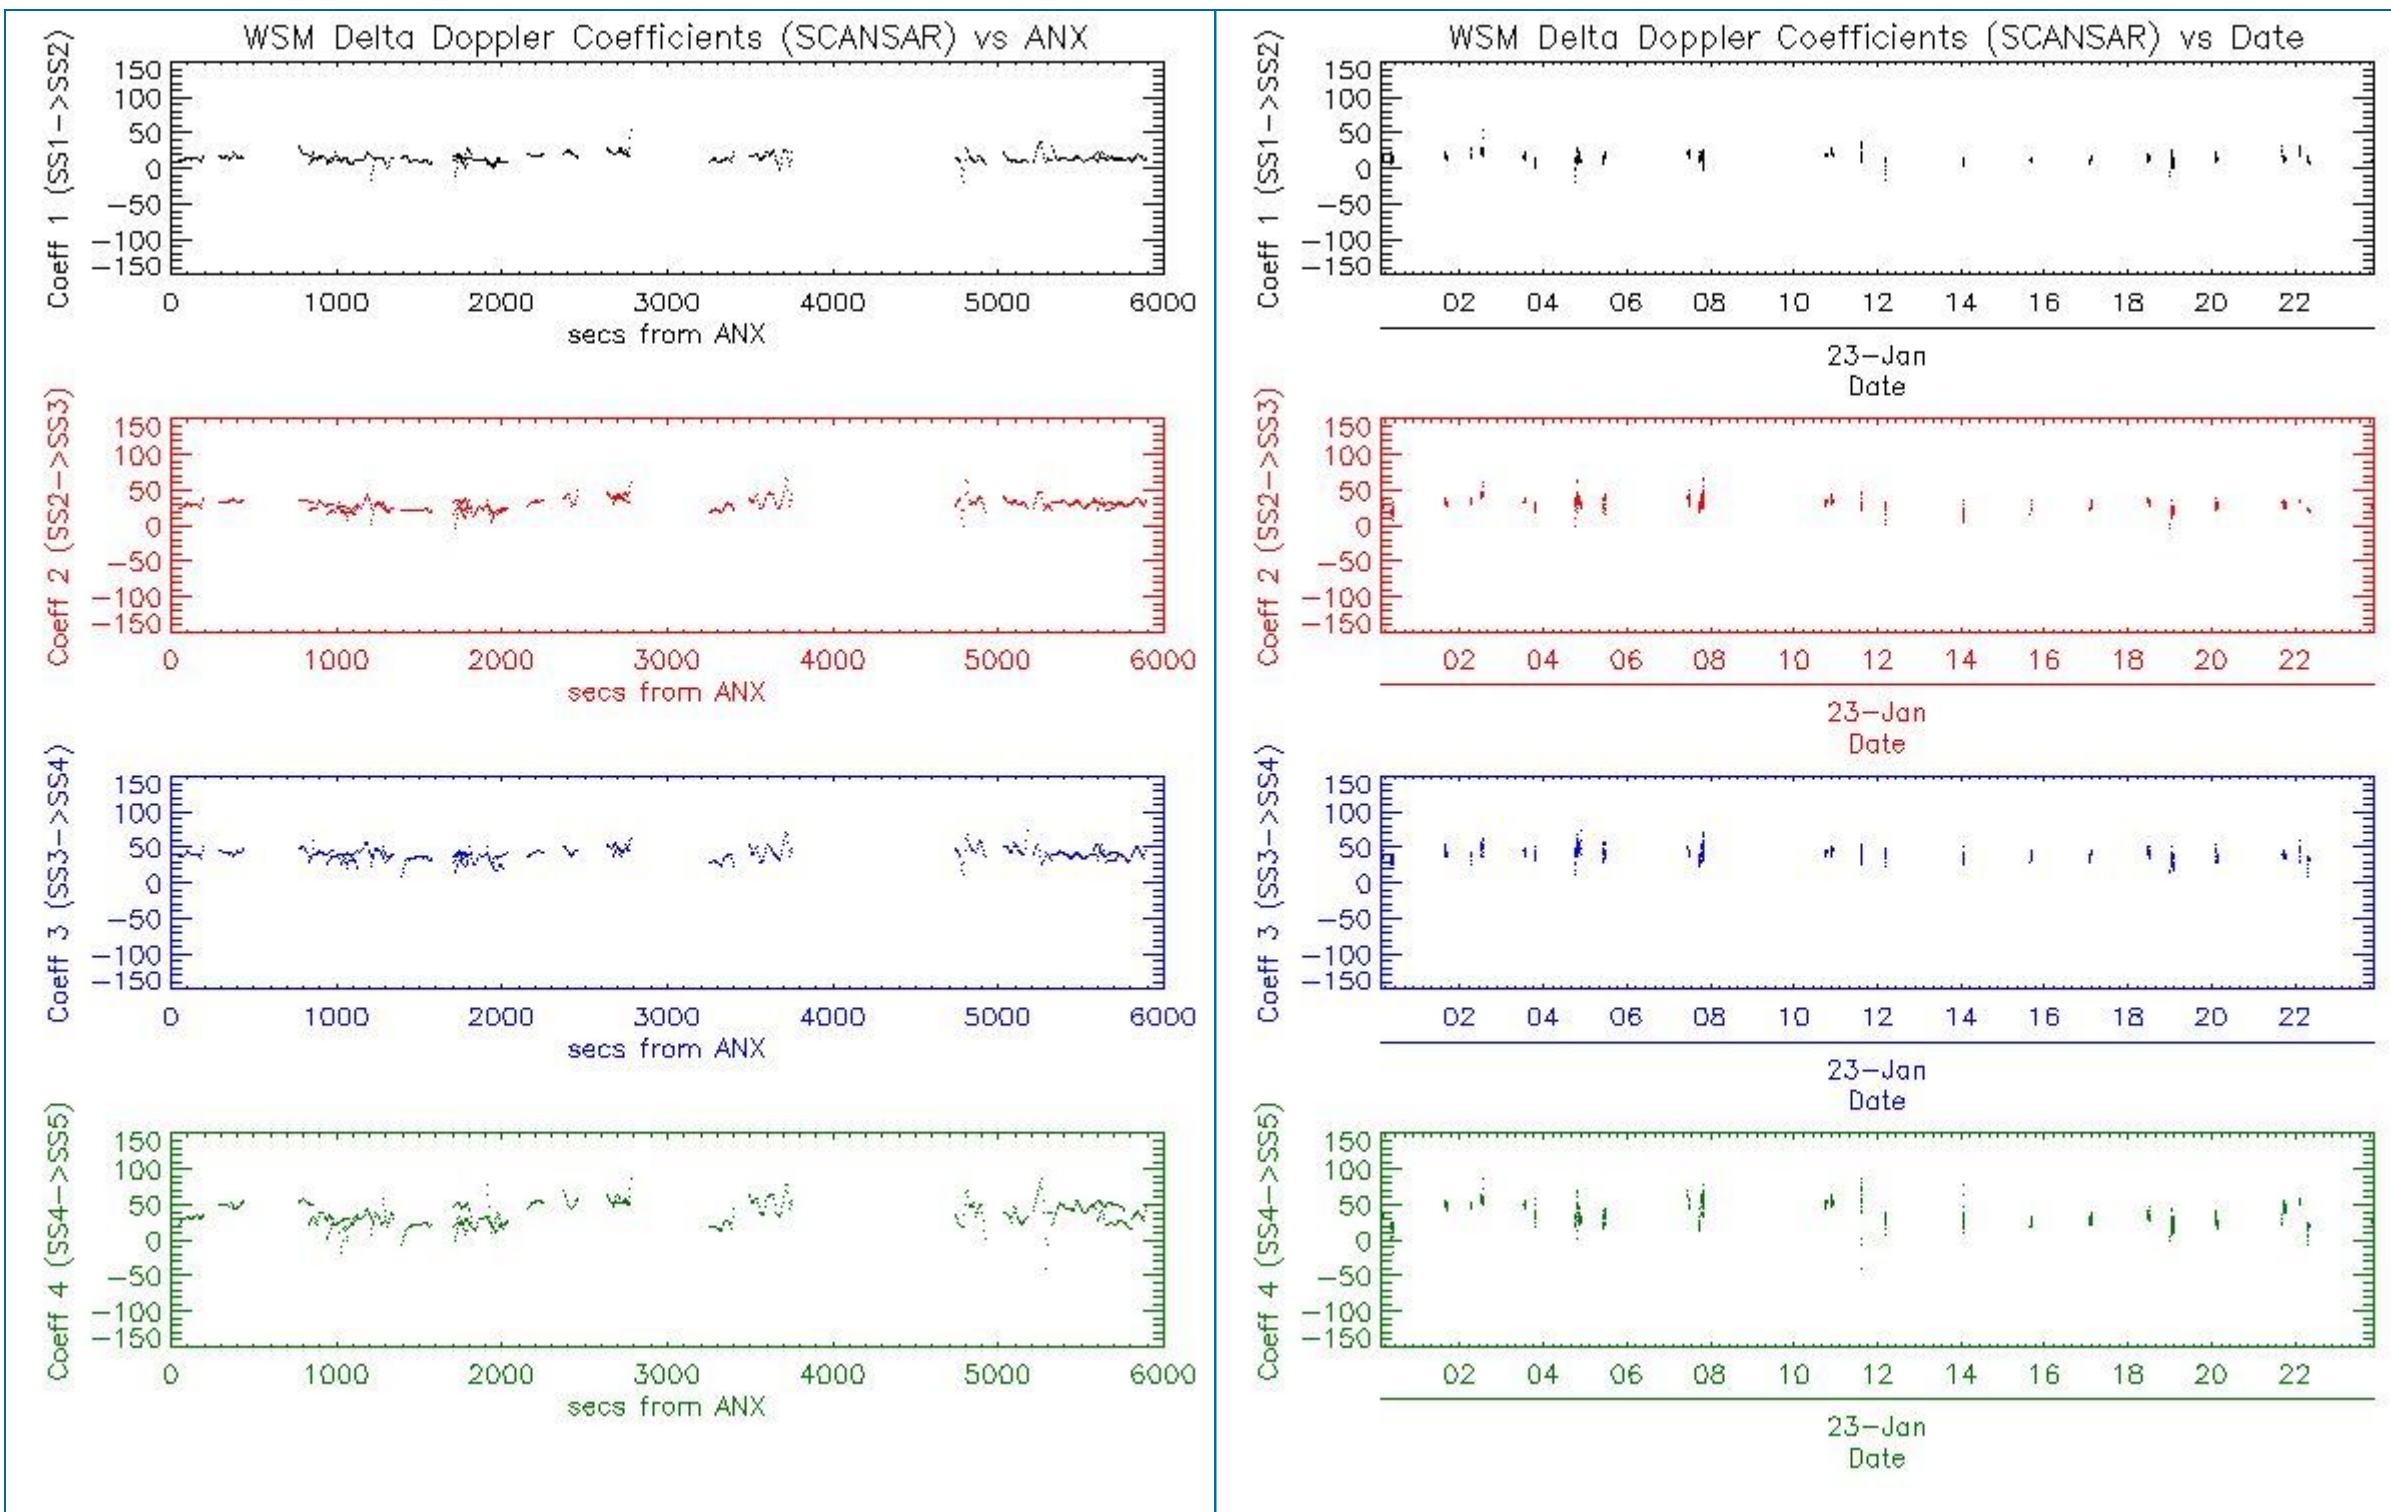 WSM Delta Doppler Coefficients (SCANSAR) vs ANX
Coeff 1 (SS1->SS2)
150
100
50
0
-50
-100
-150
0 1000 2000 3000 4000 5000 6000
secs from ANX
Coeff 2 (SS2->SS3)
150
100
50
0
-50
-100
-150
0 1000 2000 3000 4000 5000 6000
secs from ANX
Coeff 3 (SS3->SS4)
150
100
50
0
-50
-100
-150
0 1000 2000 3000 4000 5000 6000
secs from ANX
Coeff 4 (SS4->SS5)
150
100
50
0
-50
-100
-150
0 1000 2000 3000 4000 5000 6000
secs from ANX
WSM Delta Doppler Coefficients (SCANSAR) vs Date
Coeff 1 (SS1->SS2)
150
100
50
0
-50
-100
-150
02 04 06 08 10 12 14 16 18 20 22
23-Jan
Date
Coeff 2 (SS2->SS3)
150
100
50
0
-50
-100
-150
02 04 06 08 10 12 14 16 18 20 22
23-Jan
Date
Coeff 3 (SS3->SS4)
150
100
50
0
-50
-100
-150
02 04 06 08 10 12 14 16 18 20 22
23-Jan
Date
Coeff 4 (SS4->SS5)
150
100
50
0
-50
-100
-150
02 04 06 08 10 12 14 16 18 20 22
23-Jan
Date